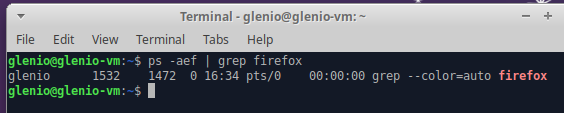 Terminal - glenio@glenio-vm: ~
File Edit View Terminal Tabs Help
glenio@glenio-vm:~$ ps -aef | grep firefox
glenio    1532  1472  0 16:34 pts/0    00:00:00 grep --color=auto firefox
glenio@glenio-vm:~$